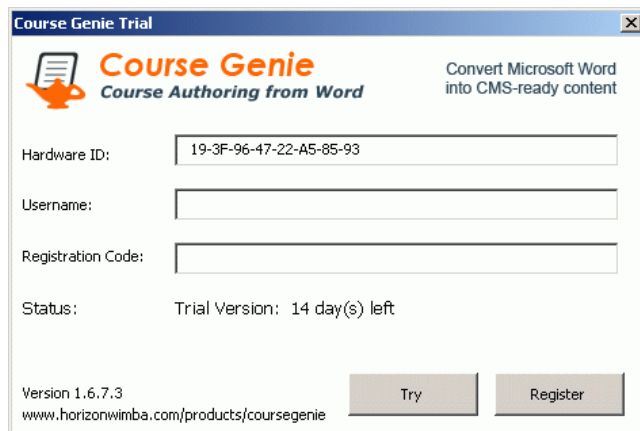 Course Genie Trial
Course Genie
Course Authoring from Word
Convert Microsoft Word
into CMS-ready content
Hardware ID: 19-3F-96-47-22-A5-85-93
Username:
Registration Code:
Status: Trial Version: 14 day(s) left
Version 1.6.7.3
www.horizonwimba.com/products/coursegenie
Try Register